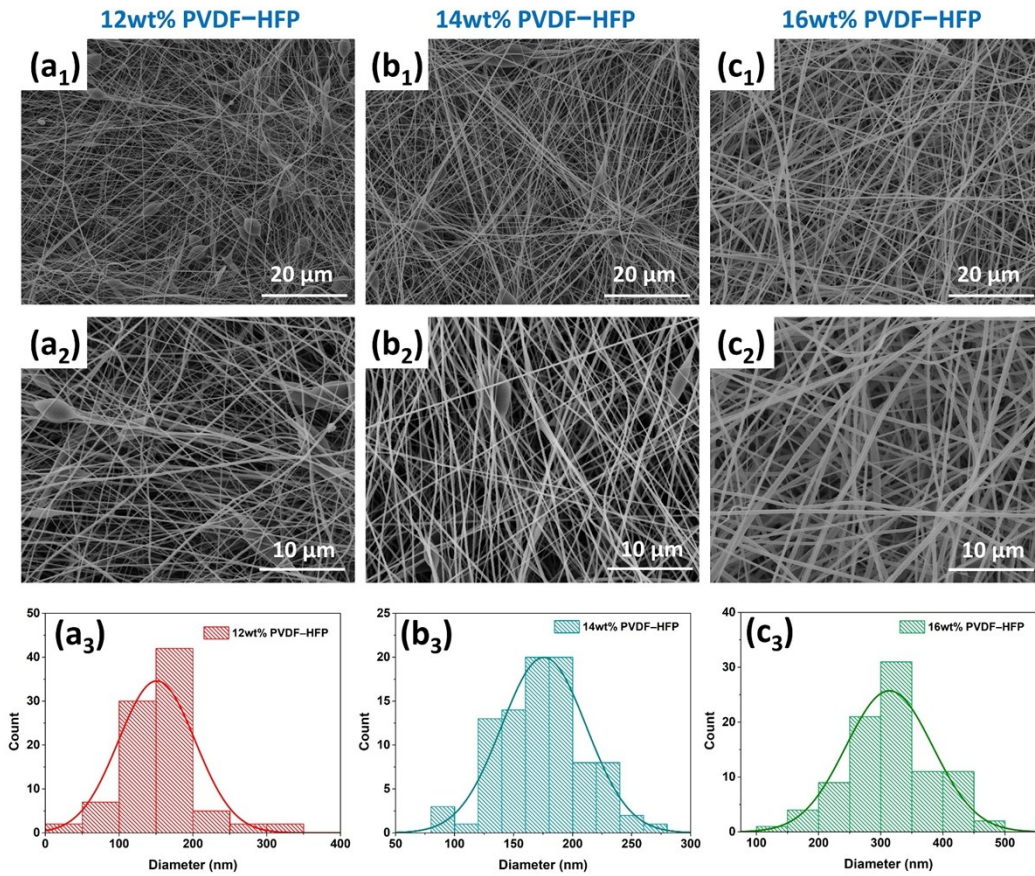 12wt% PVDF–HFP 14wt% PVDF–HFP 16wt% PVDF–HFP
(a₁) (b₁) (c₁)
20 µm 20 µm 20 µm
(a₂) (b₂) (c₂)
10 µm 10 µm 10 µm
(a₃)
12wt% PVDF–HFP
Count
50
40
30
20
10
0
0 100 200 300 400
Diameter (nm)
(b₃)
14wt% PVDF–HFP
Count
25
20
15
10
5
0
50 100 150 200 250 300
Diameter (nm)
(c₃)
16wt% PVDF–HFP
Count
40
30
20
10
0
100 200 300 400 500
Diameter (nm)